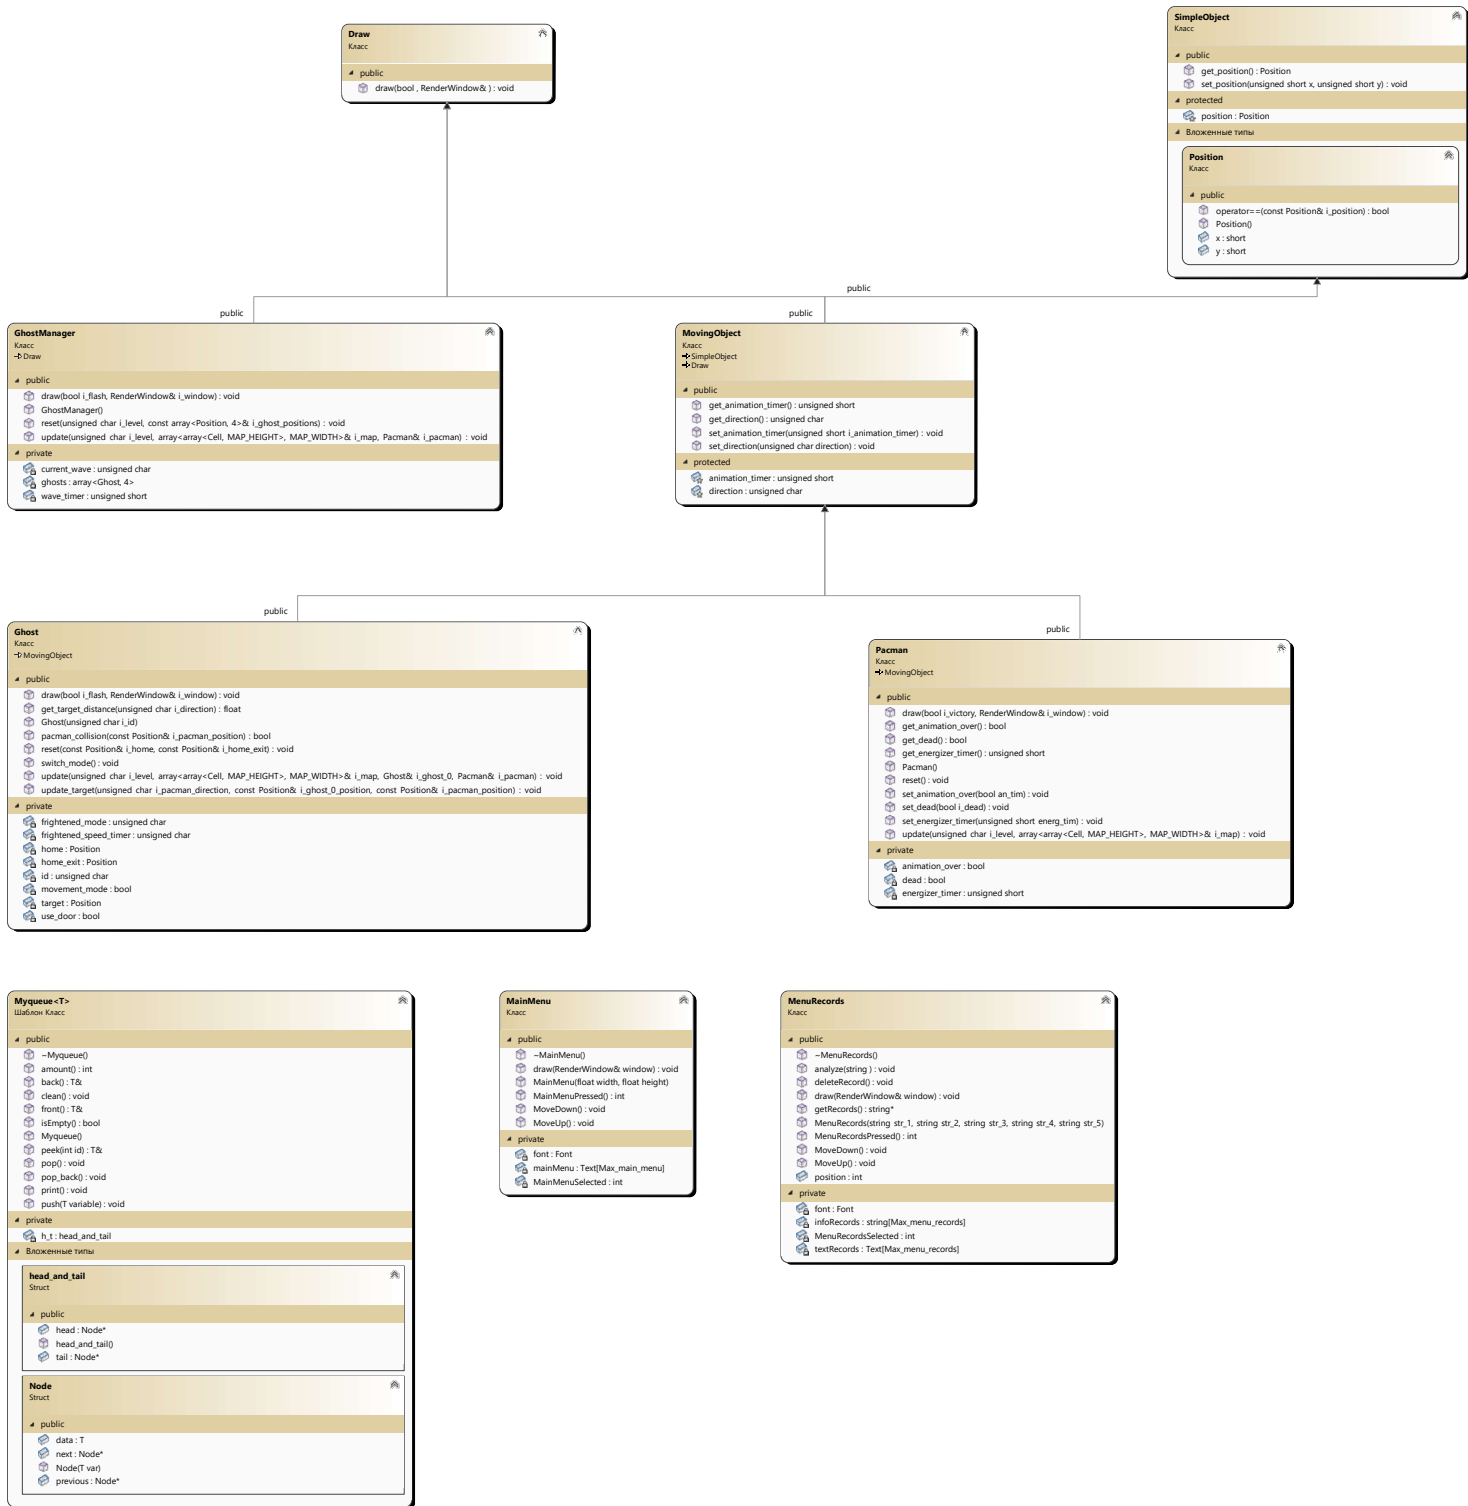 Draw
Класс
public
draw(bool , RenderWindow& ) : void
SimpleObject
Класс
public
get_position() : Position
set_position(unsigned short x, unsigned short y) : void
protected
position : Position
Вложенные типы
Position
Класс
public
operator==(const Position& i_position) : bool
Position()
x : short
y : short
public
public
public
GhostManager
Класс
Draw
public
draw(bool i_flash, RenderWindow& i_window) : void
GhostManager()
reset(unsigned char i_level, const array<Position, 4>& i_ghost_positions) : void
update(unsigned char i_level, array<array<Cell, MAP_HEIGHT>, MAP_WIDTH>& i_map, Pacman& i_pacman) : void
private
current_wave : unsigned char
ghosts : array<Ghost, 4>
wave_timer : unsigned short
MovingObject
Класс
SimpleObject
Draw
public
get_animation_timer() : unsigned short
get_direction() : unsigned char
set_animation_timer(unsigned short i_animation_timer) : void
set_direction(unsigned char direction) : void
protected
animation_timer : unsigned short
direction : unsigned char
public
public
Ghost
Класс
MovingObject
public
draw(bool i_flash, RenderWindow& i_window) : void
get_target_distance(unsigned char i_direction) : float
Ghost(unsigned char i_id)
pacman_collision(const Position& i_pacman_position) : bool
reset(const Position& i_home, const Position& i_home_exit) : void
switch_mode() : void
update(unsigned char i_level, array<array<Cell, MAP_HEIGHT>, MAP_WIDTH>& i_map, Ghost& i_ghost_0, Pacman& i_pacman) : void
update_target(unsigned char i_pacman_direction, const Position& i_ghost_0_position, const Position& i_pacman_position) : void
private
frightened_mode : unsigned char
frightened_speed_timer : unsigned char
home : Position
home_exit : Position
id : unsigned char
movement_mode : bool
target : Position
use_door : bool
Pacman
Класс
MovingObject
public
draw(bool i_victory, RenderWindow& i_window) : void
get_animation_over() : bool
get_dead() : bool
get_energizer_timer() : unsigned short
Pacman()
reset() : void
set_animation_over(bool an_tim) : void
set_dead(bool i_dead) : void
set_energizer_timer(unsigned short energ_tim) : void
update(unsigned char i_level, array<array<Cell, MAP_HEIGHT>, MAP_WIDTH>& i_map) : void
private
animation_over : bool
dead : bool
energizer_timer : unsigned short
Myqueue<T>
Шаблон Класс
public
~Myqueue()
amount() : int
back() : T&
clean() : void
front() : T&
isEmpty() : bool
Myqueue()
peek(int id) : T&
pop() : void
pop_back() : void
print() : void
push(T variable) : void
private
h_t : head_and_tail
Вложенные типы
head_and_tail
Struct
public
head : Node*
head_and_tail()
tail : Node*
Node
Struct
public
data : T
next : Node*
Node(T var)
previous : Node*
MainMenu
Класс
public
~MainMenu()
draw(RenderWindow& window) : void
MainMenu(float width, float height)
MainMenuPressed() : int
MoveDown() : void
MoveUp() : void
private
font : Font
mainMenu : Text[Max_main_menu]
MainMenuSelected : int
MenuRecords
Класс
public
~MenuRecords()
analyze(string ) : void
deleteRecord() : void
draw(RenderWindow& window) : void
getRecords() : string*
MenuRecords(string str_1, string str_2, string str_3, string str_4, string str_5)
MenuRecordsPressed() : int
MoveDown() : void
MoveUp() : void
position : int
private
font : Font
infoRecords : string[Max_menu_records]
MenuRecordsSelected : int
textRecords : Text[Max_menu_records]